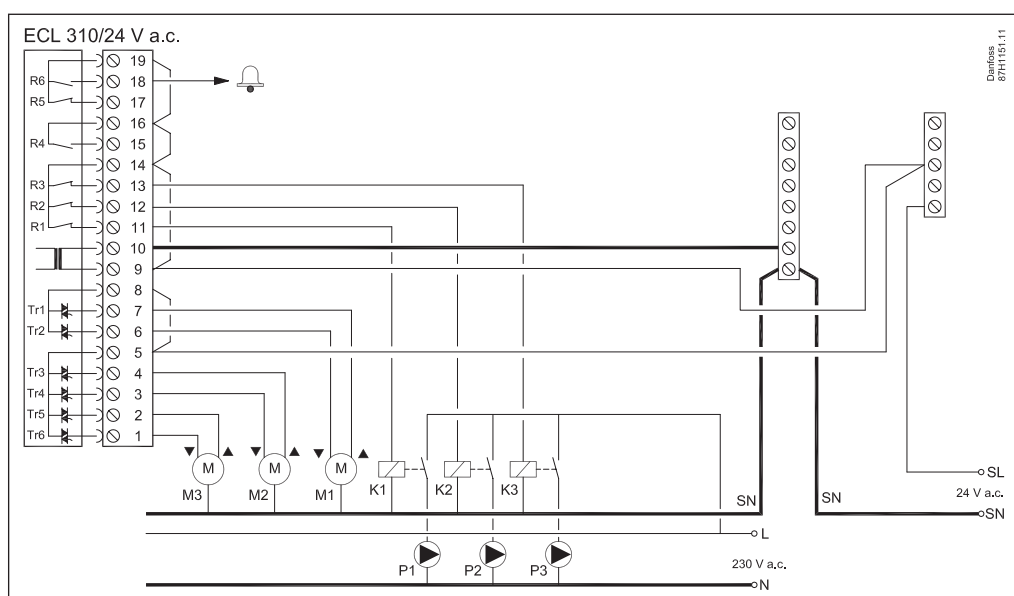 ECL 310/24 V a.c.
Danfoss
87H1151.11
19
R6 18
R5 17
16
R4 15
14
R3 13
R2 12
R1 11
10
9
8
Tr1 7
Tr2 6
5
Tr3 4
Tr4 3
Tr5 2
Tr6 1
M M M
M3 M2 M1 K1 K2 K3
SL
24 V a.c.
SN SN SN
L
P1 P2 P3
230 V a.c.
N